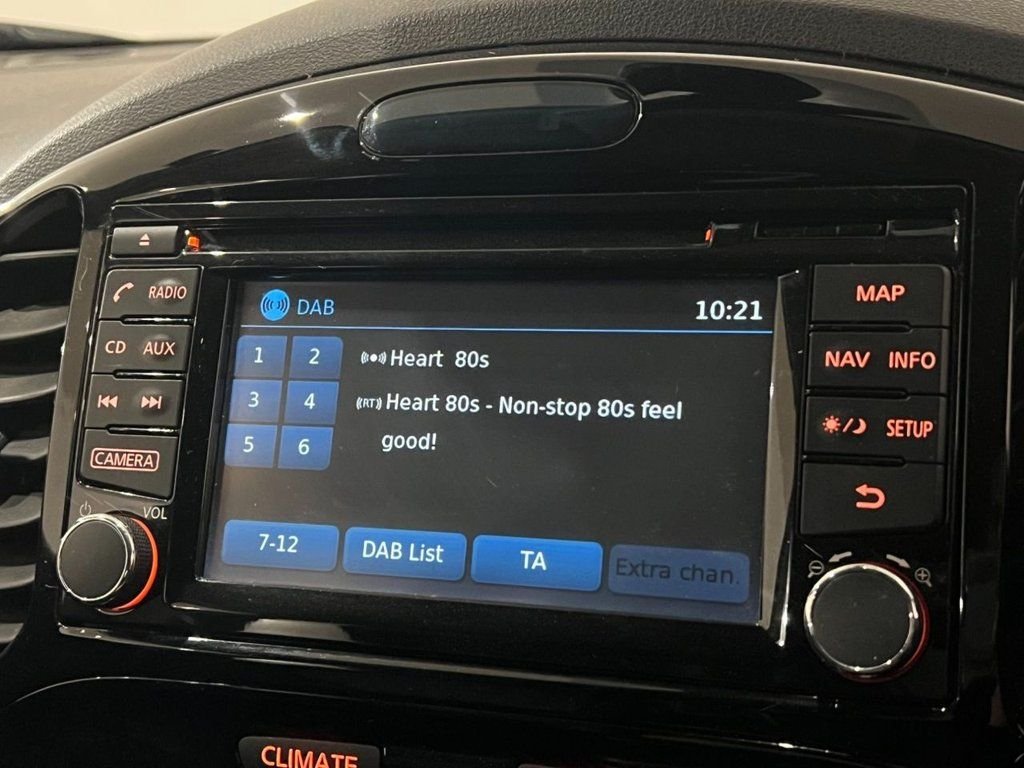 RADIO
CD AUX
CAMERA
VOL
DAB
10:21
1 2
3 4
5 6
Heart 80s
(RT) Heart 80s - Non-stop 80s feel
good!
7-12
DAB List
TA
Extra chan.
MAP
NAV INFO
SETUP
CLIMATE